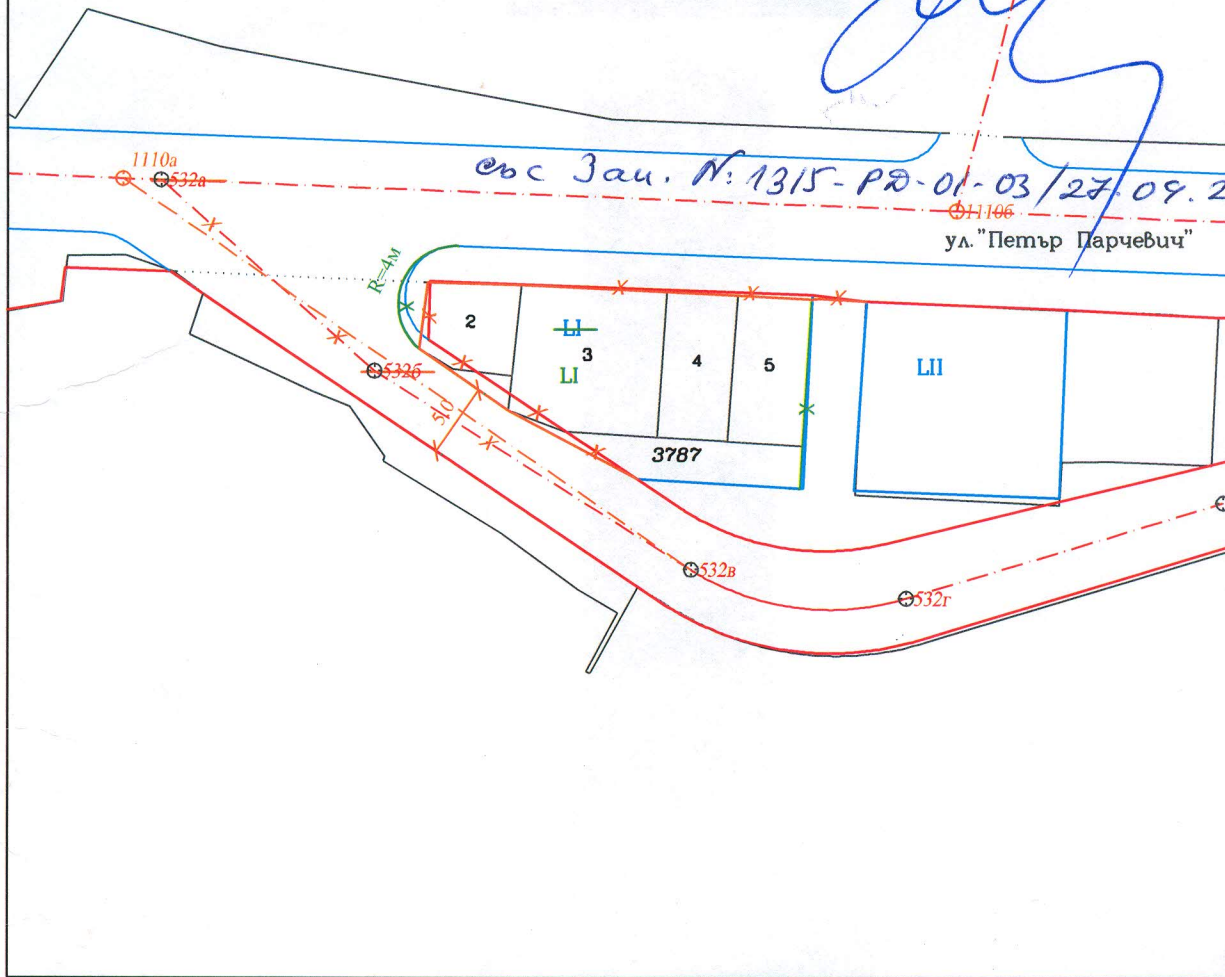 1110а
532а
със Зап. №: 1315-РД-01-03/27.09.2
1110б
ул."Петър Парчевич"
R=4м
2
LI
3
4
5
LII
LI
532б
5,0
3787
532в
532г